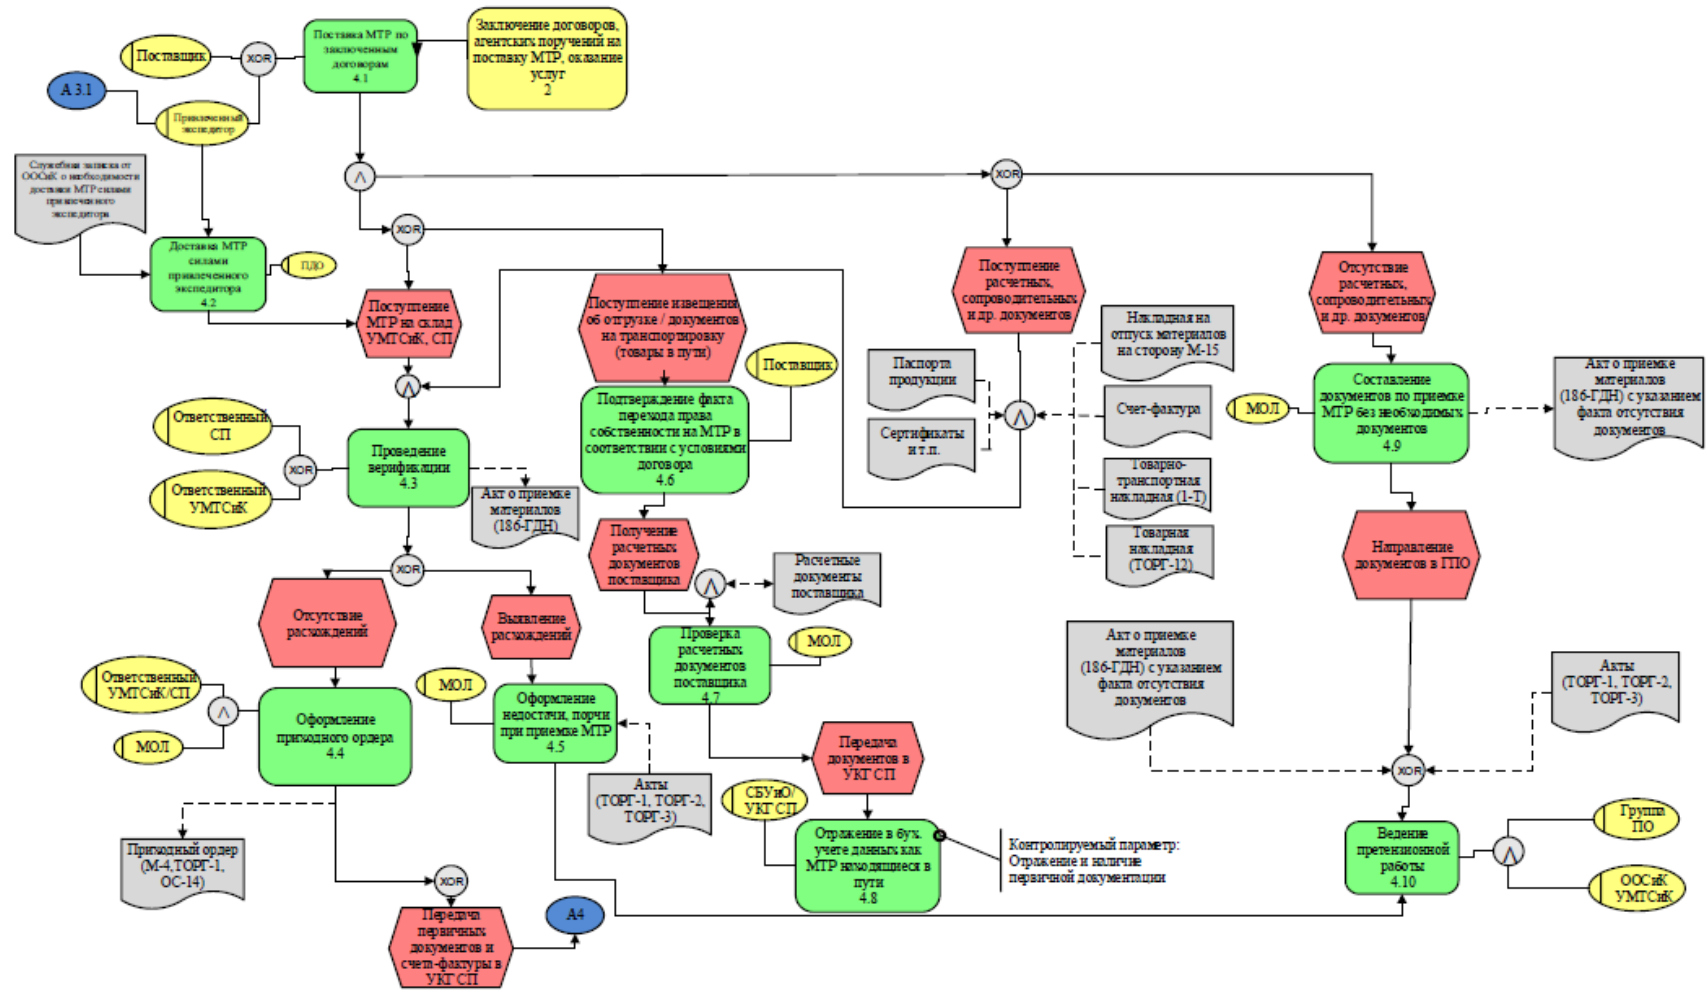 Поставка МТР по
заключенным
договорам
4.1
Заключение договоров,
агентских поручений на
поставку МТР, оказание
услуг
2
Поставщик
XOR
А 3.1
Привлеченный
экспедитор
Служебная записка от
ООСиК о необходимости
доставки МТР силами
привлеченного
экспедитора
Доставка МТР
силами
привлеченного
экспедитора
4.2
ПДО
⋀
XOR
XOR
Поступление
МТР на склад
УМТСиК, СП
Поступление извещения
об отгрузке / документов
на транспортировку
(товары в пути)
Поступление
расчетных,
сопроводительных
и др. документов
Отсутствие
расчетных,
сопроводительных
и др. документов
⋀
Поставщик
Паспорта
продукции
Сертификаты
и т.п.
⋀
Накладная на
отпуск материалов
на сторону М-15
Счет-фактура
Товарно-
транспортная
накладная (1-Т)
Товарная
накладная
(ТОРГ-12)
МОЛ
Составление
документов по приемке
МТР без необходимых
документов
4.9
Акт о приемке
материалов
(186-ГДН) с указанием
факта отсутствия
документов
Ответственный
СП
XOR
Ответственный
УМТСиК
Проведение
верификации
4.3
Акт о приемке
материалов
(186-ГДН)
Подтверждение факта
перехода права
собственности на МТР в
соответствии с условиями
договора
4.6
Получение
расчетных
документов
поставщика
⋀
Расчетные
документы
поставщика
Направление
документов в ГПО
XOR
Отсутствие
расхождений
Выявление
расхождений
Проверка
расчетных
документов
поставщика
4.7
МОЛ
Акт о приемке
материалов
(186-ГДН) с указанием
факта отсутствия
документов
Акты
(ТОРГ-1, ТОРГ-2,
ТОРГ-3)
Ответственный
УМТСиК/СП
⋀
МОЛ
Оформление
приходного ордера
4.4
МОЛ
Оформление
недостачи, порчи
при приемке МТР
4.5
Акты
(ТОРГ-1, ТОРГ-2,
ТОРГ-3)
Передача
документов в
УКГ СП
XOR
СБУиО/
УКГ СП
Отражение в бух.
учете данных как
МТР находящиеся в
пути
4.8
Контролируемый параметр:
Отражение и наличие
первичной документации
Ведение
претензионной
работы
4.10
⋀
Группа
ПО
ООСиК
УМТСиК
Приходный ордер
(М-4,ТОРГ-1,
ОС-14)
XOR
Передача
первичных
документов и
счета-фактуры в
УКГ СП
А4